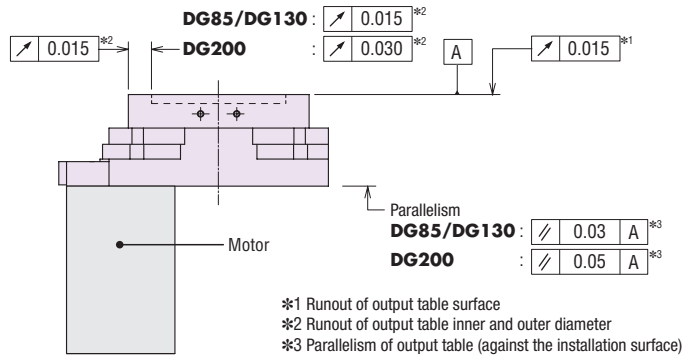 DG85/DG130 : ↗ 0.015 *2
↗ 0.015 *2
DG200 : ↗ 0.030 *2
A
↗ 0.015 *1
Parallelism
DG85/DG130 : // 0.03 A *3
DG200 : // 0.05 A *3
Motor
*1 Runout of output table surface
*2 Runout of output table inner and outer diameter
*3 Parallelism of output table (against the installation surface)